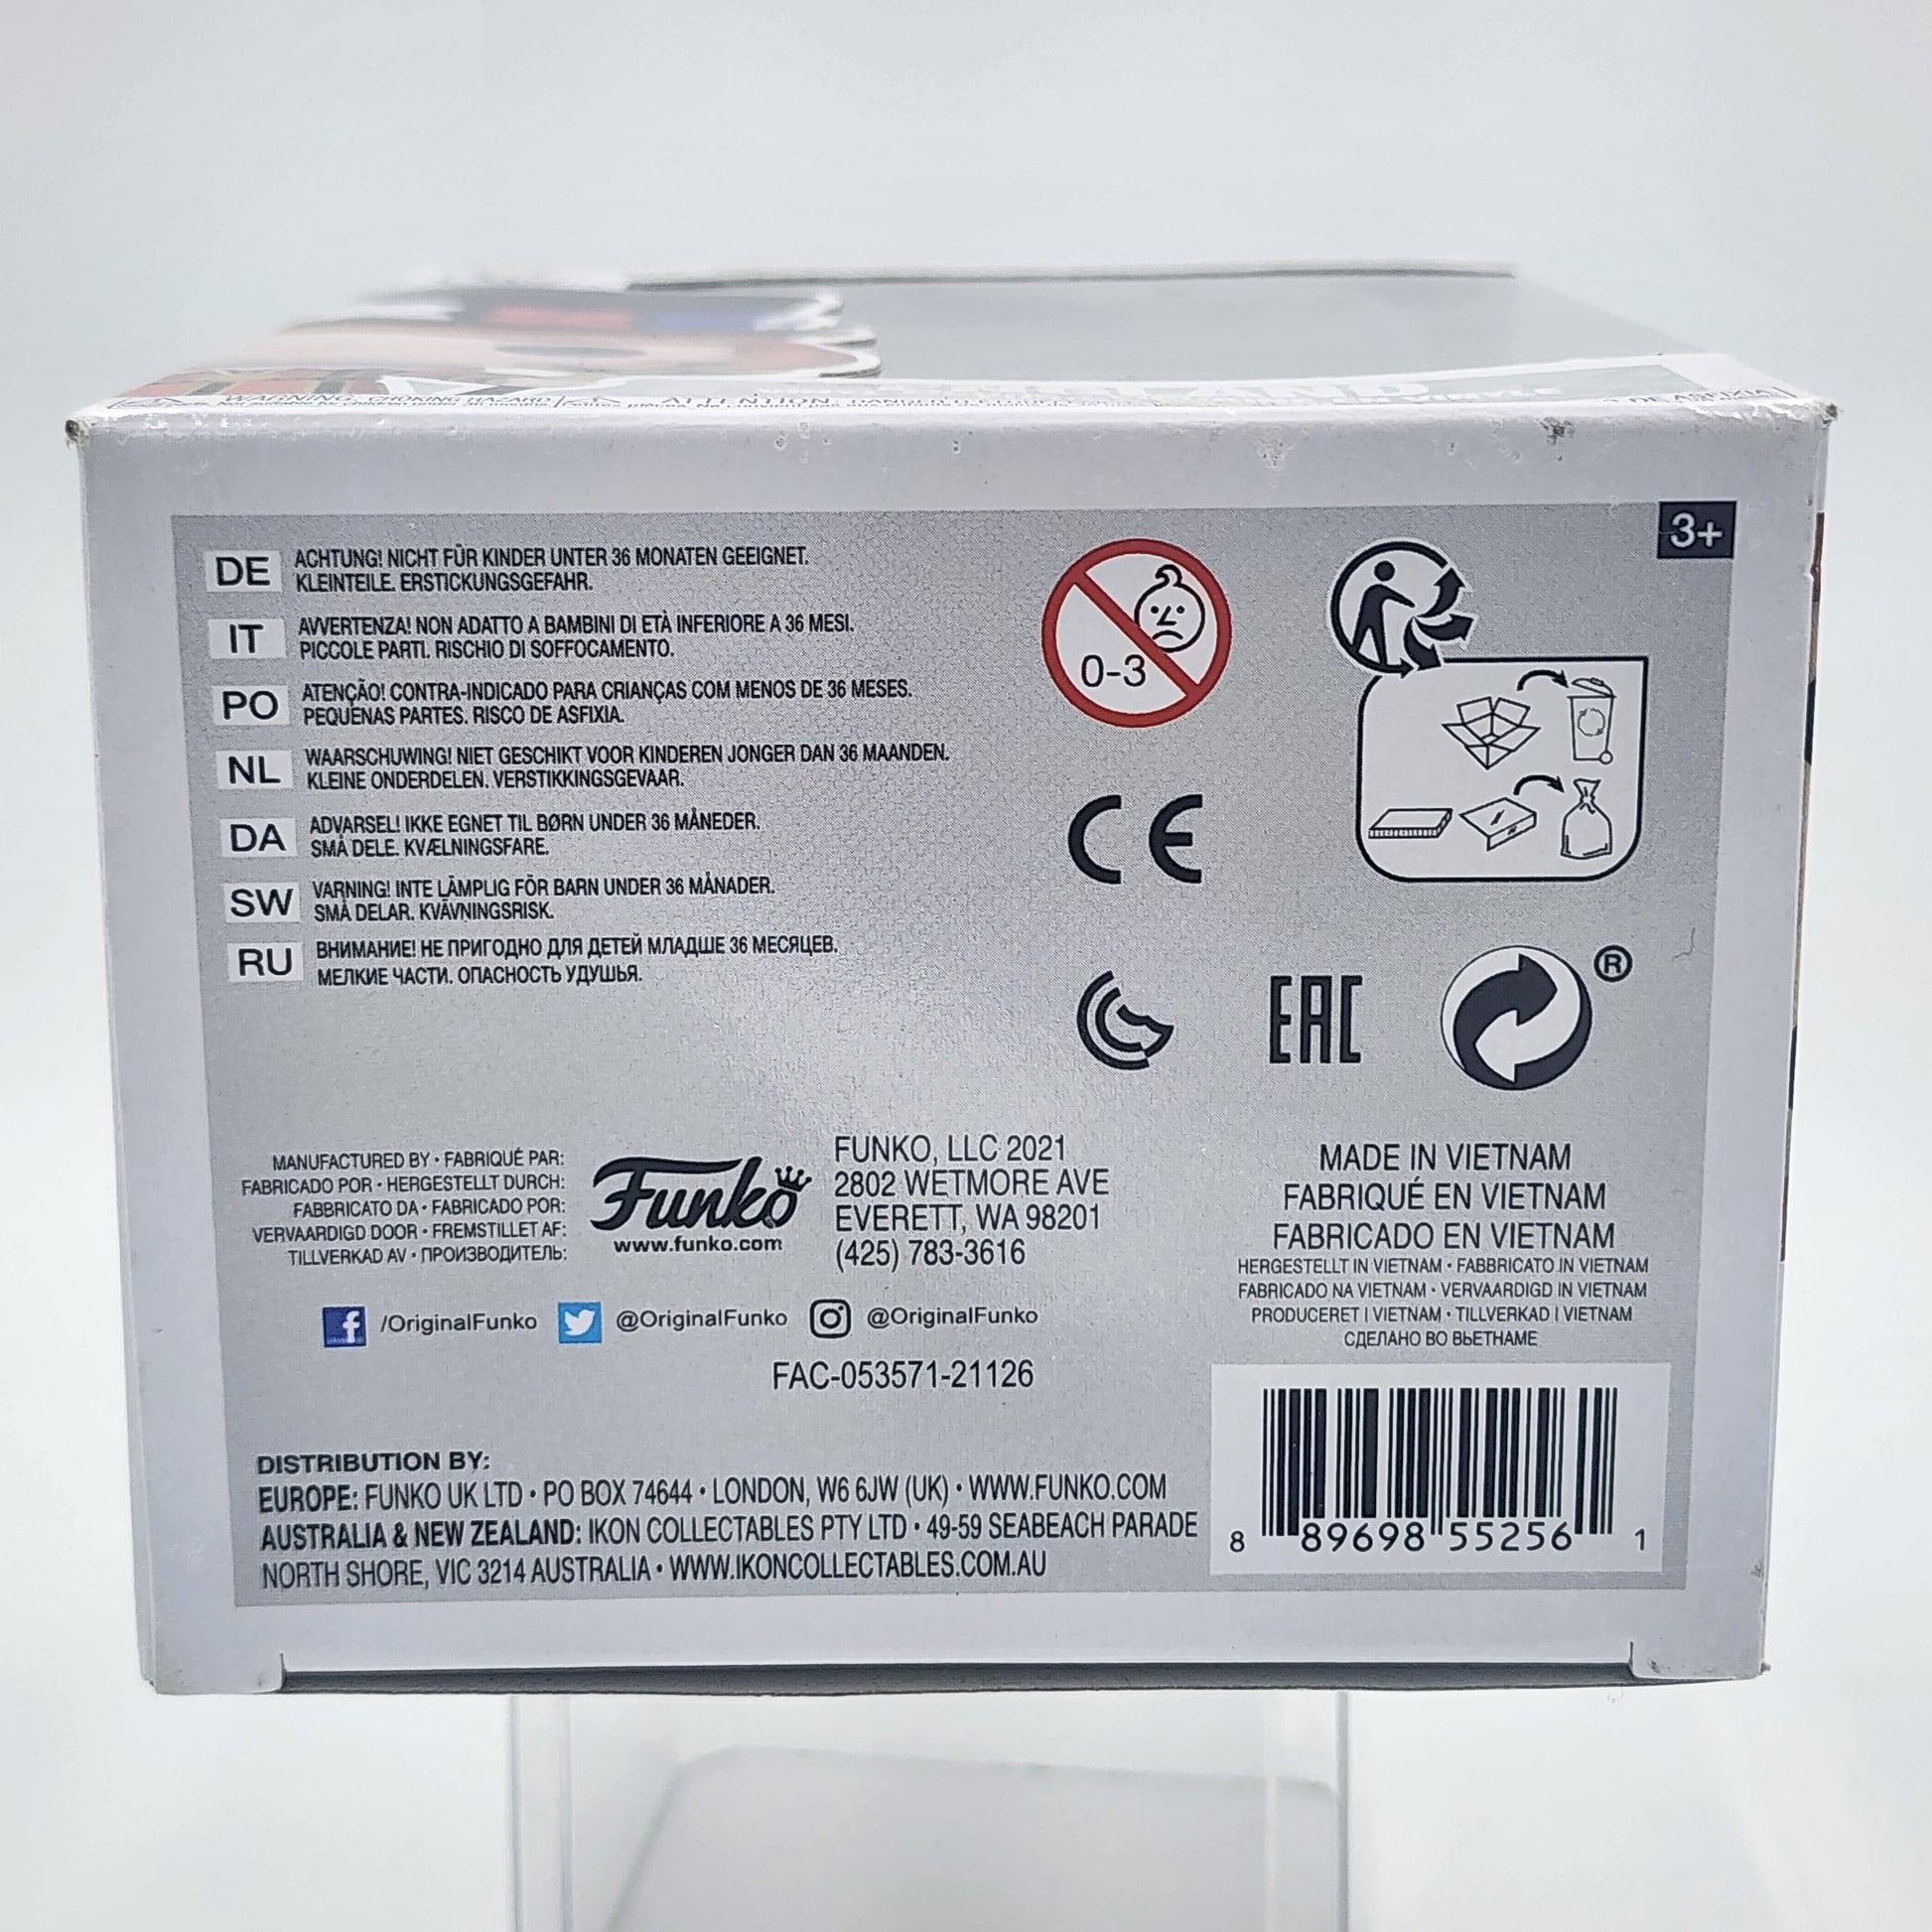 WARNING: CHOKING HAZARD
ATTENTION
3+
DE ACHTUNG! NICHT FÜR KINDER UNTER 36 MONATEN GEEIGNET.
KLEINTEILE. ERSTICKUNGSGEFAHR.
IT AVVERTENZA! NON ADATTO A BAMBINI DI ETÀ INFERIORE A 36 MESI.
PICCOLE PARTI. RISCHIO DI SOFFOCAMENTO.
PO ATENÇÃO! CONTRA-INDICADO PARA CRIANÇAS COM MENOS DE 36 MESES.
PEQUENAS PARTES. RISCO DE ASFIXIA.
NL WAARSCHUWING! NIET GESCHIKT VOOR KINDEREN JONGER DAN 36 MAANDEN.
KLEINE ONDERDELEN. VERSTIKKINGSGEVAAR.
DA ADVARSEL! IKKE EGNET TIL BØRN UNDER 36 MÅNEDER.
SMÅ DELE. KVÆLNINGSFARE.
SW VARNING! INTE LÄMPLIG FÖR BARN UNDER 36 MÅNADER.
SMÅ DELAR. KVÄVNINGSRISK.
RU ВНИМАНИЕ! НЕ ПРИГОДНО ДЛЯ ДЕТЕЙ МЛАДШЕ 36 МЕСЯЦЕВ.
МЕЛКИЕ ЧАСТИ. ОПАСНОСТЬ УДУШЬЯ.
0-3
CE
EAC
®
MANUFACTURED BY • FABRIQUÉ PAR:
FABRICADO POR • HERGESTELLT DURCH:
FABBRICATO DA • FABRICADO POR:
VERVAARDIGD DOOR • FREMSTILLET AF:
TILLVERKAD AV • ПРОИЗВОДИТЕЛЬ:
Funko
www.funko.com
FUNKO, LLC 2021
2802 WETMORE AVE
EVERETT, WA 98201
(425) 783-3616
MADE IN VIETNAM
FABRIQUÉ EN VIETNAM
FABRICADO EN VIETNAM
HERGESTELLT IN VIETNAM • FABBRICATO IN VIETNAM
FABRICADO NA VIETNAM • VERVAARDIGD IN VIETNAM
PRODUCERET I VIETNAM • TILLVERKAD I VIETNAM
СДЕЛАНО ВО ВЬЕТНАМЕ
/OriginalFunko @OriginalFunko @OriginalFunko
FAC-053571-21126
DISTRIBUTION BY:
EUROPE: FUNKO UK LTD • PO BOX 74644 • LONDON, W6 6JW (UK) • WWW.FUNKO.COM
AUSTRALIA & NEW ZEALAND: IKON COLLECTABLES PTY LTD • 49-59 SEABEACH PARADE
NORTH SHORE, VIC 3214 AUSTRALIA • WWW.IKONCOLLECTABLES.COM.AU
8 89698 55256 1